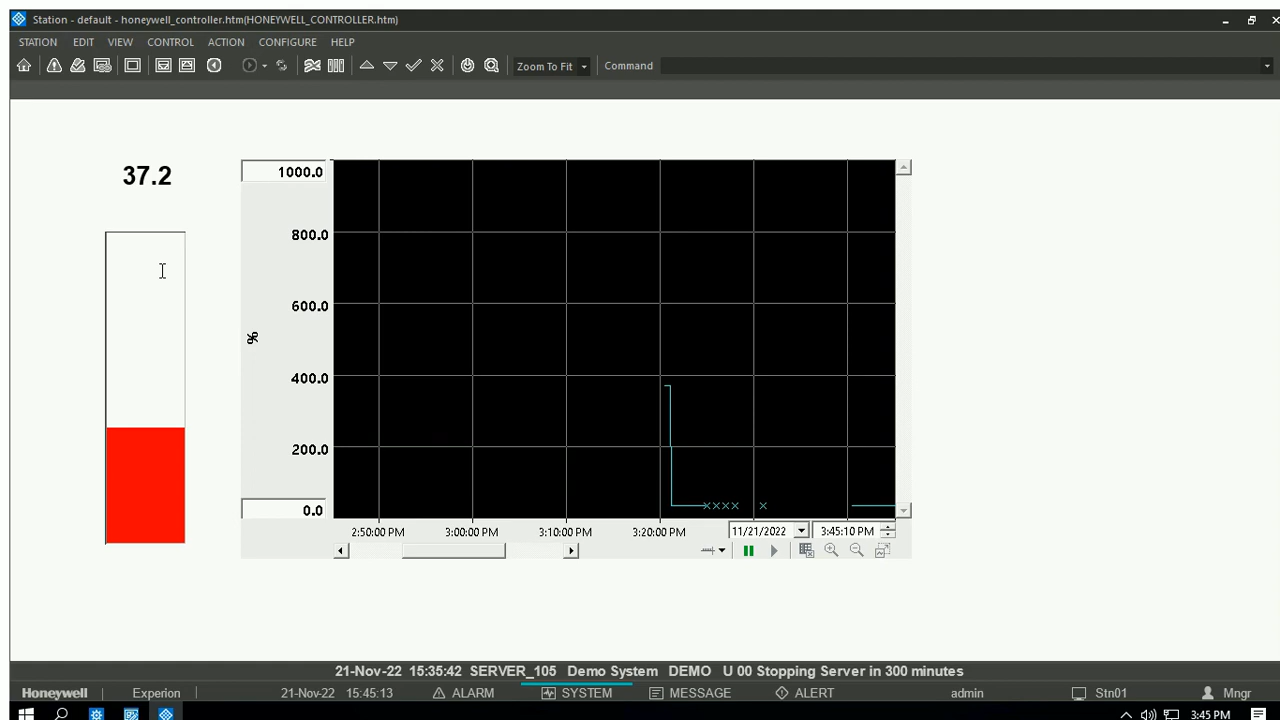 Station - default - honeywell_controller.htm(HONEYWELL_CONTROLLER.htm)
STATION EDIT VIEW CONTROL ACTION CONFIGURE HELP
Zoom To Fit Command
37.2
1000.0
800.0
600.0
%
400.0
200.0
0.0
2:50:00 PM 3:00:00 PM 3:10:00 PM 3:20:00 PM 11/21/2022 3:45:10 PM
21-Nov-22 15:35:42 SERVER_105 Demo System DEMO U 00 Stopping Server in 300 minutes
Honeywell Experion 21-Nov-22 15:45:13 ALARM SYSTEM MESSAGE ALERT admin Stn01 Mngr
3:45 PM